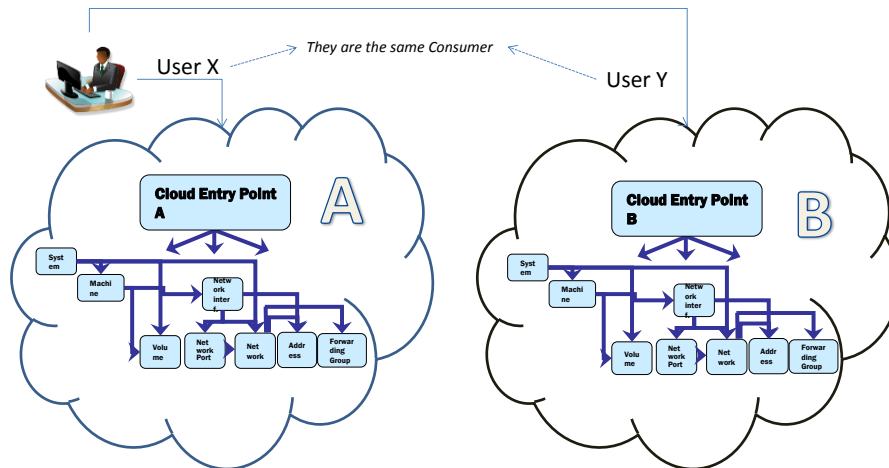 They are the same Consumer
User X
User Y
A
Cloud Entry Point
A
Syst
em
Machi
ne
Netw
ork
interf.
Volu
me
Net
work
Port
Net
work
Addr
ess
Forwar
ding
Group
B
Cloud Entry Point
B
Syst
em
Machi
ne
Netw
ork
interf.
Volu
me
Net
work
Port
Net
work
Addr
ess
Forwar
ding
Group